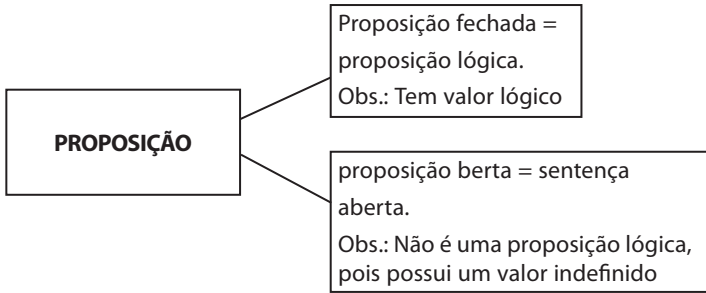 PROPOSIÇÃO
Proposição fechada =
proposição lógica.
Obs.: Tem valor lógico
proposição berta = sentença
aberta.
Obs.: Não é uma proposição lógica,
pois possui um valor indefinido